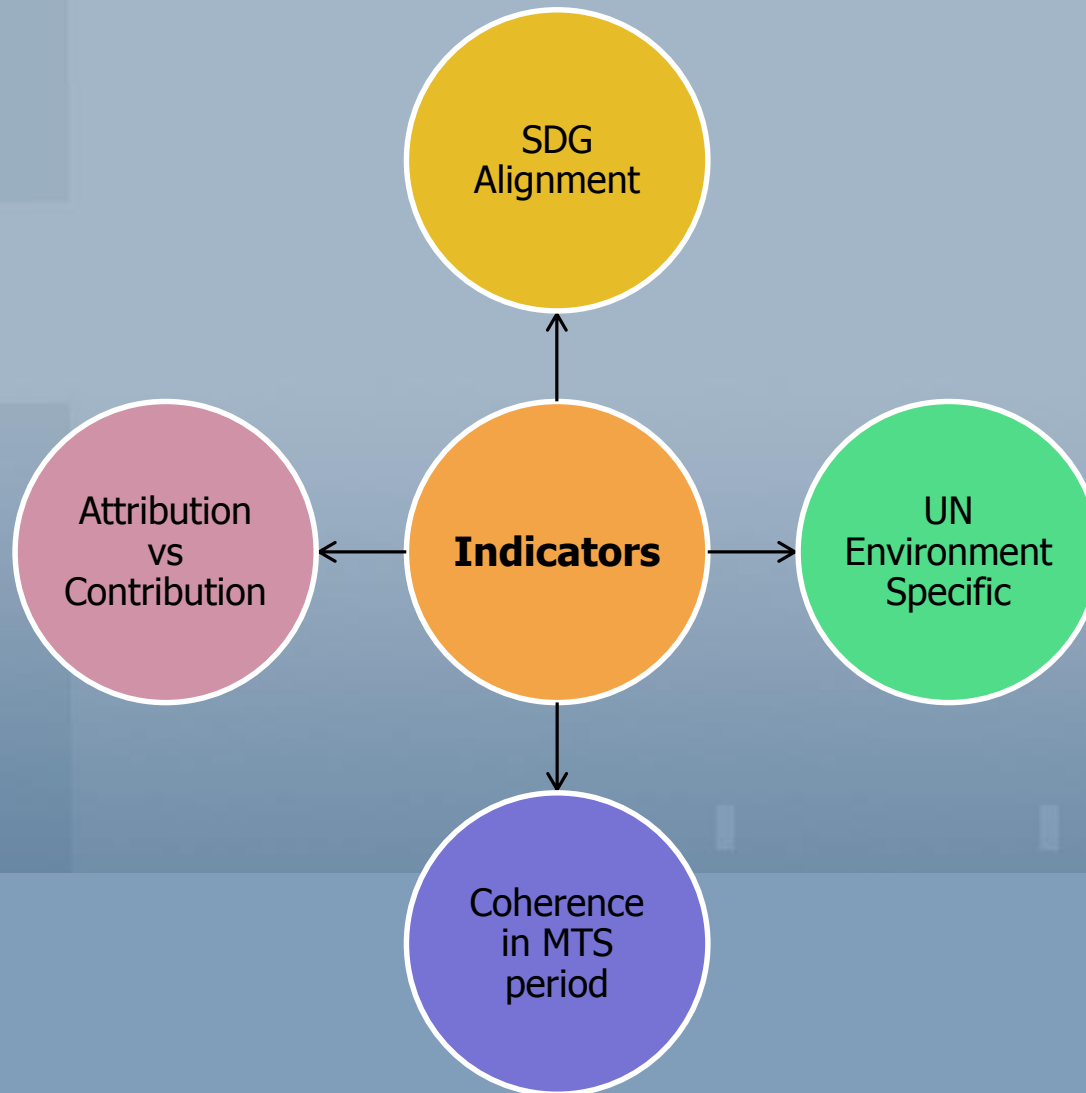 SDG
Alignment
Attribution
vs
Contribution
Indicators
UN
Environment
Specific
Coherence
in MTS
period